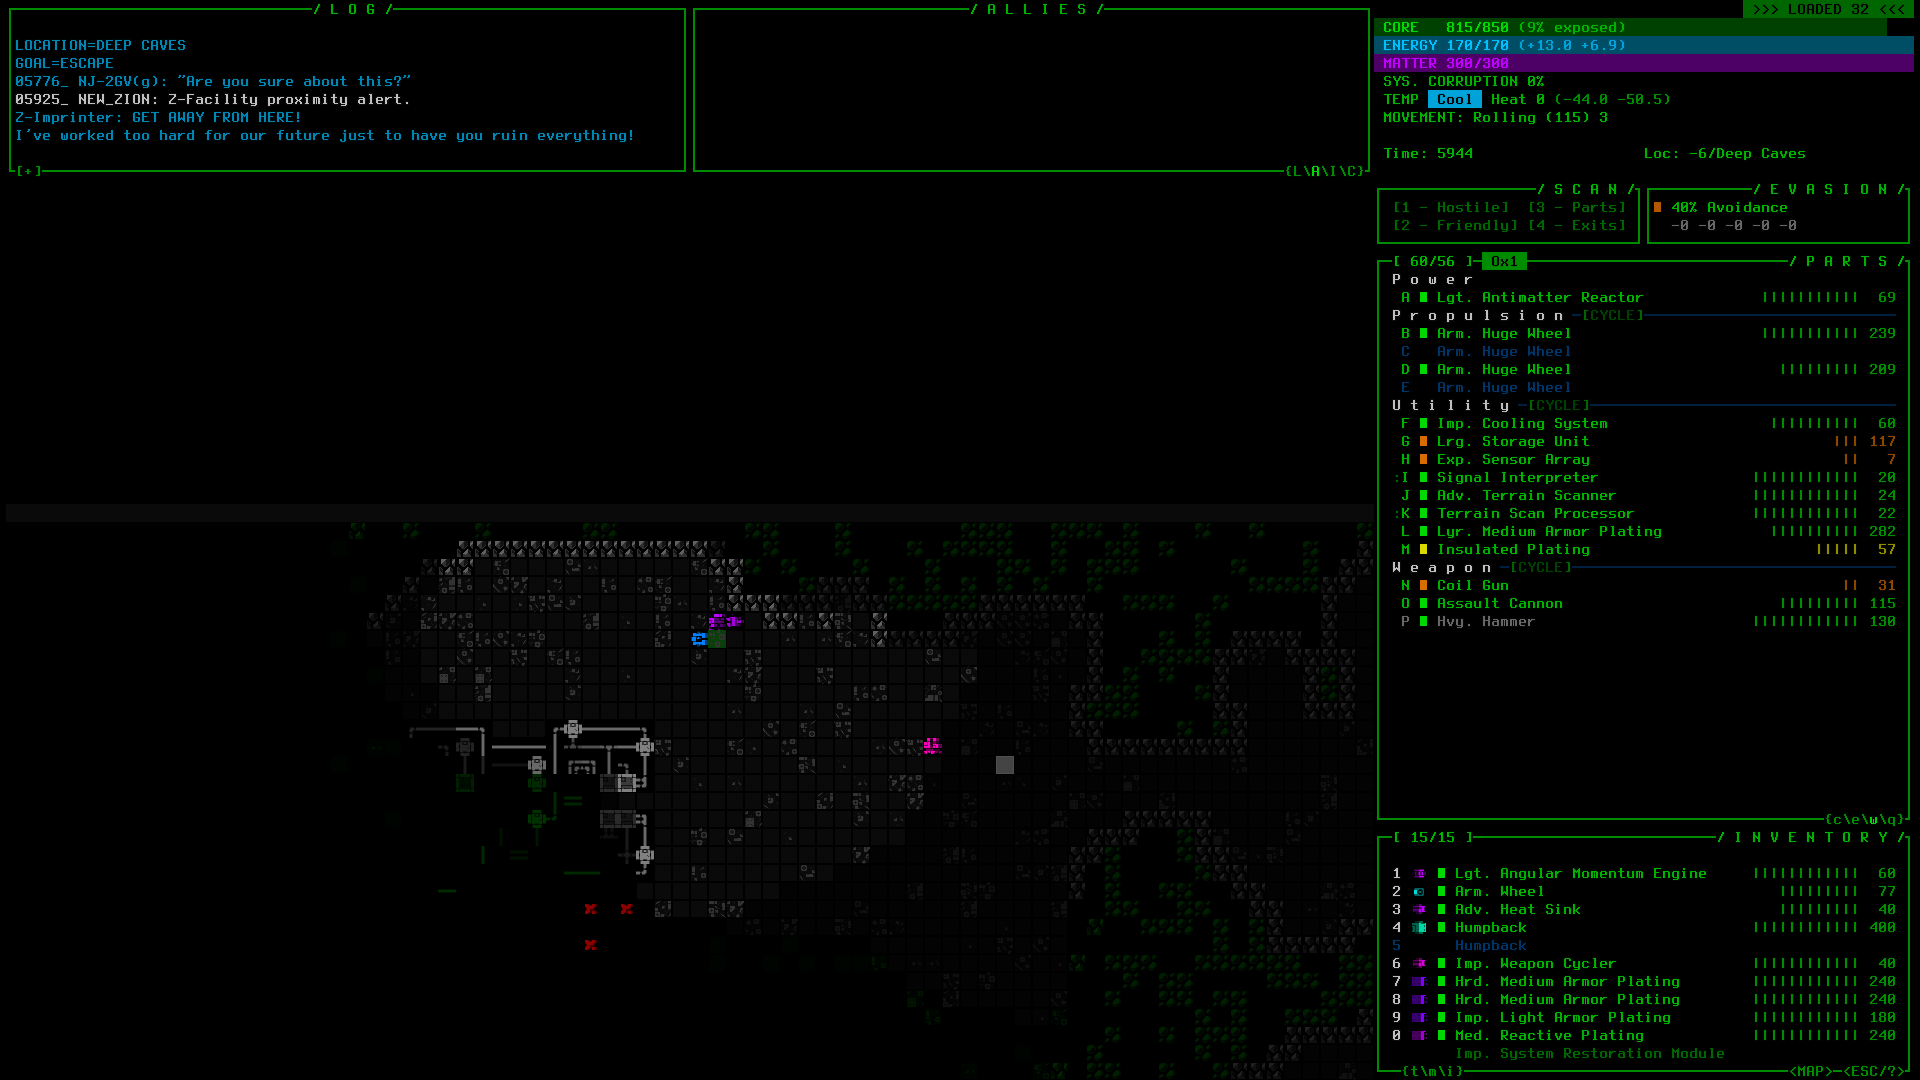 / L O G /
LOCATION=DEEP CAVES
GOAL=ESCAPE
05776_ NJ-2GV(g): "Are you sure about this?"
05925_ NEW_ZION: Z-Facility proximity alert.
Z-Imprinter: GET AWAY FROM HERE!
I've worked too hard for our future just to have you ruin everything!
[+]
/ A L L I E S /
(L\A\I\C)
>>> LOADED 32 <<<
CORE 815/850 (9% exposed)
ENERGY 170/170 (+13.0 +6.9)
MATTER 300/300
SYS. CORRUPTION 0%
TEMP Cool Heat 0 (-44.0 -50.5)
MOVEMENT: Rolling (115) 3
Time: 5944 Loc: -6/Deep Caves
/ S C A N /
[1 - Hostile] [3 - Parts]
[2 - Friendly] [4 - Exits]
/ E V A S I O N /
40% Avoidance
-0 -0 -0 -0 -0
[ 60/56 ] 0x1 / P A R T S /
P o w e r
A Lgt. Antimatter Reactor 69
P r o p u l s i o n [CYCLE]
B Arm. Huge Wheel 239
C Arm. Huge Wheel
D Arm. Huge Wheel 209
E Arm. Huge Wheel
U t i l i t y [CYCLE]
F Imp. Cooling System 60
G Lrg. Storage Unit 117
H Exp. Sensor Array 7
:I Signal Interpreter 20
J Adv. Terrain Scanner 24
:K Terrain Scan Processor 22
L Lyr. Medium Armor Plating 282
M Insulated Plating 57
W e a p o n [CYCLE]
N Coil Gun 31
O Assault Cannon 115
P Hvy. Hammer 130
(c\e\w\q)
[ 15/15 ] / I N V E N T O R Y /
1 Lgt. Angular Momentum Engine 60
2 Arm. Wheel 77
3 Adv. Heat Sink 40
4 Humpback 400
5 Humpback
6 Imp. Weapon Cycler 40
7 Hrd. Medium Armor Plating 240
8 Hrd. Medium Armor Plating 240
9 Imp. Light Armor Plating 180
0 Med. Reactive Plating 240
Imp. System Restoration Module
(t\m\i) <MAP> <ESC/?>